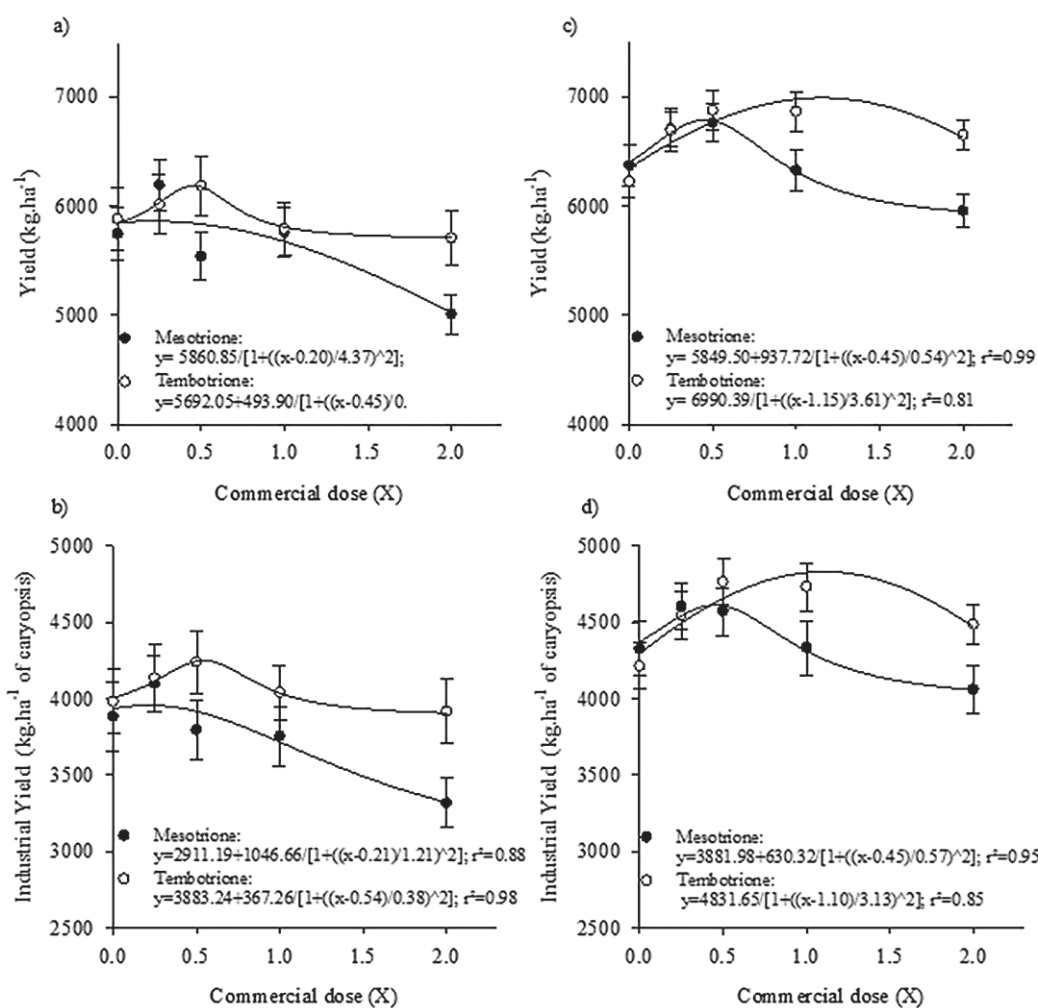 a)
Yield (kg.ha⁻¹)
7000
6000
5000
4000
Mesotrione:
y= 5860.85/[1+((x-0.20)/4.37)^2];
Tembotrione:
y=5692.05+493.90/[1+((x-0.45)/0.
0.0 0.5 1.0 1.5 2.0
Commercial dose (X)
c)
Yield (kg.ha⁻¹)
7000
6000
5000
4000
Mesotrione:
y= 5849.50+937.72/[1+((x-0.45)/0.54)^2]; r²=0.99
Tembotrione:
y= 6990.39/[1+((x-1.15)/3.61)^2]; r²=0.81
0.0 0.5 1.0 1.5 2.0
Commercial dose (X)
b)
Industrial Yield (kg.ha⁻¹ of caryopsis)
5000
4500
4000
3500
3000
2500
Mesotrione:
y=2911.19+1046.66/[1+((x-0.21)/1.21)^2]; r²=0.88
Tembotrione:
y=3883.24+367.26/[1+((x-0.54)/0.38)^2]; r²=0.98
0.0 0.5 1.0 1.5 2.0
Commercial dose (X)
d)
Industrial Yield (kg.ha⁻¹ of caryopsis)
5000
4500
4000
3500
3000
2500
Mesotrione:
y=3881.98+630.32/[1+((x-0.45)/0.57)^2]; r²=0.95
Tembotrione:
y=4831.65/[1+((x-1.10)/3.13)^2]; r²=0.85
0.0 0.5 1.0 1.5 2.0
Commercial dose (X)